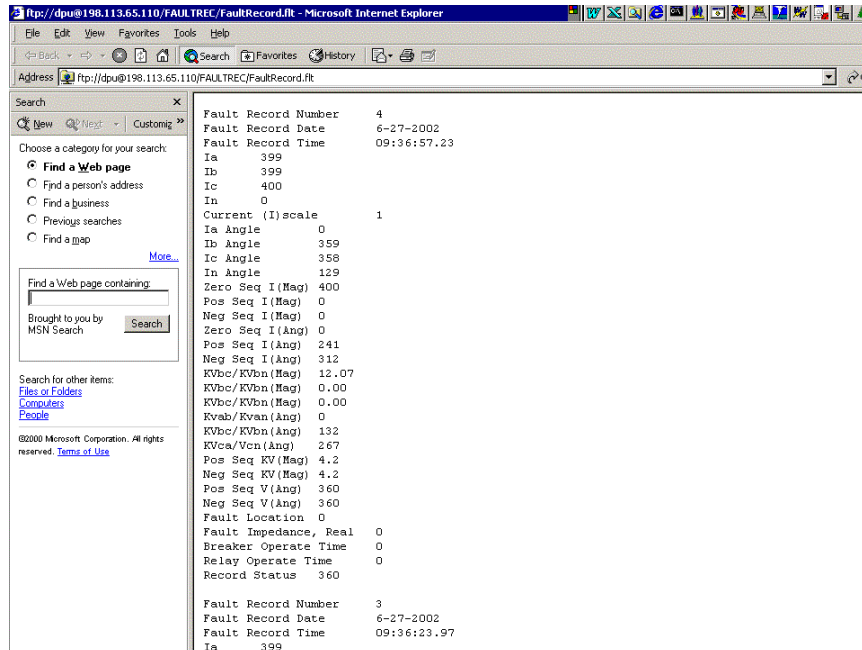 ftp://dpu@198.113.65.110/FAULTREC/FaultRecord.flt - Microsoft Internet Explorer
File Edit View Favorites Tools Help
Back Search Favorites History
Address ftp://dpu@198.113.65.110/FAULTREC/FaultRecord.flt
Search
New Next Customiz
Choose a category for your search:
Find a Web page
Find a person's address
Find a business
Previous searches
Find a map
More...
Find a Web page containing:
Brought to you by
MSN Search
Search
Search for other items:
Files or Folders
Computers
People
©2000 Microsoft Corporation. All rights
reserved. Terms of Use
Fault Record Number 4
Fault Record Date 6-27-2002
Fault Record Time 09:36:57.23
Ia 399
Ib 399
Ic 400
In 0
Current (I)scale 1
Ia Angle 0
Ib Angle 359
Ic Angle 358
In Angle 129
Zero Seq I(Mag) 400
Pos Seq I(Mag) 0
Neg Seq I(Mag) 0
Zero Seq I(Ang) 0
Pos Seq I(Ang) 241
Neg Seq I(Ang) 312
KVbc/KVbn(Mag) 12.07
KVbc/KVbn(Mag) 0.00
KVbc/KVbn(Mag) 0.00
Kvab/Kvan(Ang) 0
KVbc/KVbn(Ang) 132
KVca/Vcn(Ang) 267
Pos Seq KV(Mag) 4.2
Neg Seq KV(Mag) 4.2
Pos Seq V(Ang) 360
Neg Seq V(Ang) 360
Fault Location 0
Fault Impedance, Real 0
Breaker Operate Time 0
Relay Operate Time 0
Record Status 360
Fault Record Number 3
Fault Record Date 6-27-2002
Fault Record Time 09:36:23.97
Ia 399